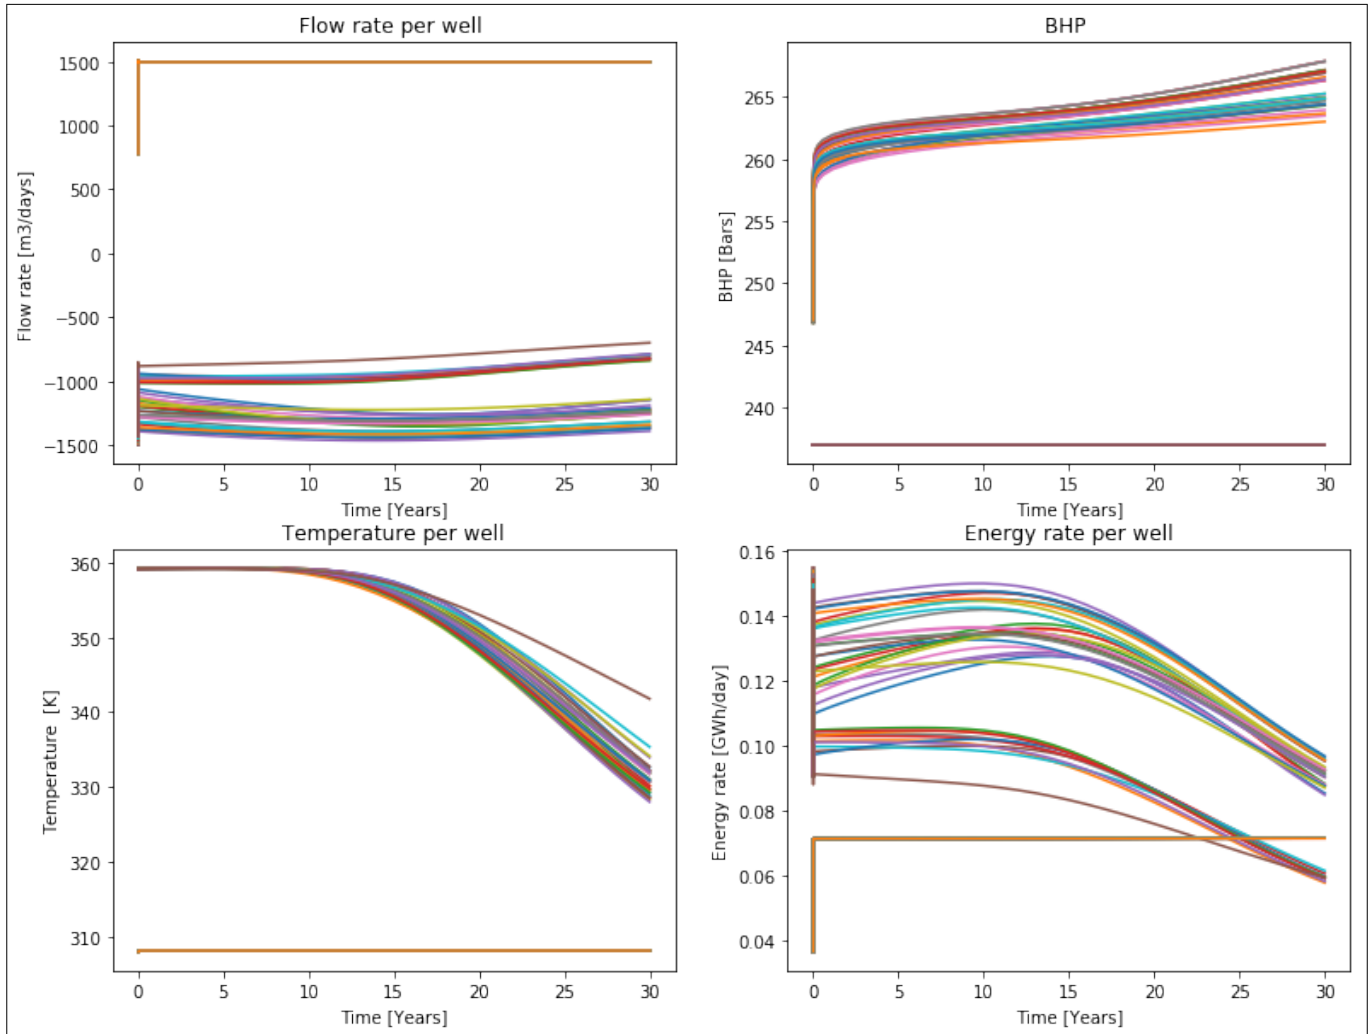 Flow rate per well
1500
1000
500
0
−500
−1000
−1500
Flow rate [m3/days]
0 5 10 15 20 25 30
Time [Years]
BHP
265
260
255
250
245
240
BHP [Bars]
0 5 10 15 20 25 30
Time [Years]
Temperature per well
360
350
340
330
320
310
Temperature [K]
0 5 10 15 20 25 30
Time [Years]
Energy rate per well
0.16
0.14
0.12
0.10
0.08
0.06
0.04
Energy rate [GWh/day]
0 5 10 15 20 25 30
Time [Years]